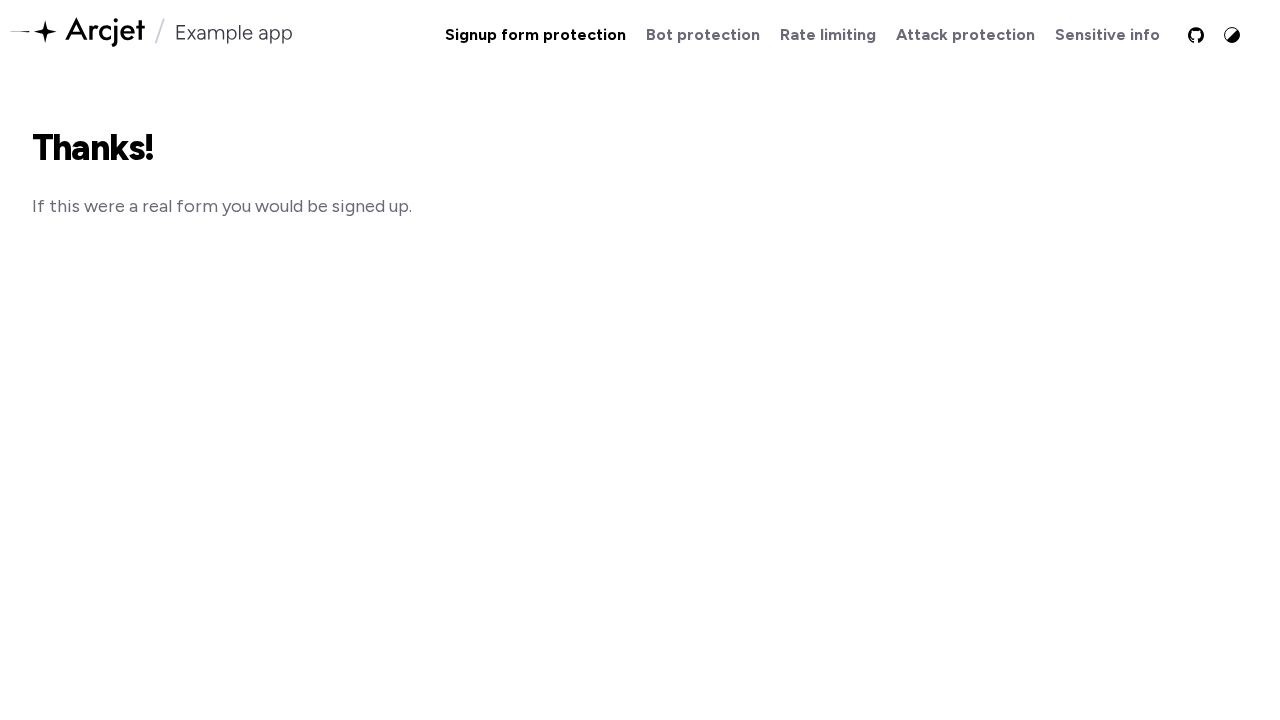 Arcjet / Example app
Signup form protection Bot protection Rate limiting Attack protection Sensitive info
Thanks!
If this were a real form you would be signed up.